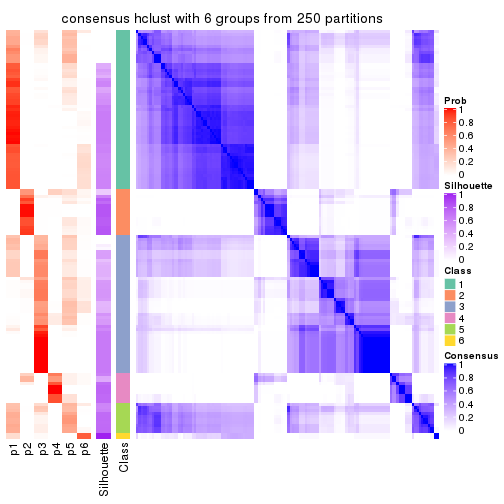 consensus hclust with 6 groups from 250 partitions
Prob
1
0.8
0.6
0.4
0.2
0
Silhouette
1
0.8
0.6
0.4
0.2
0
Class
1
2
3
4
5
6
Consensus
1
0.8
0.6
0.4
0.2
0
p1
p2
p3
p4
p5
p6
Silhouette
Class